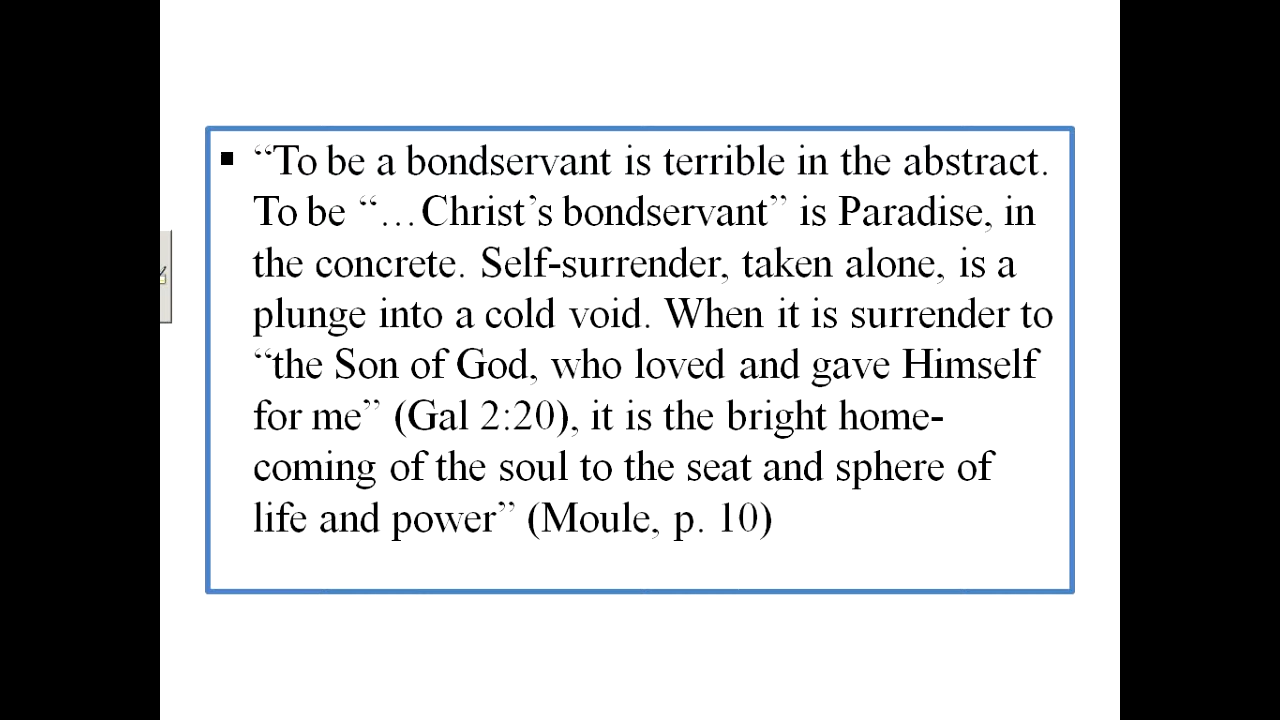 “To be a bondservant is terrible in the abstract.
To be “…Christ’s bondservant” is Paradise, in
the concrete. Self-surrender, taken alone, is a
plunge into a cold void. When it is surrender to
“the Son of God, who loved and gave Himself
for me” (Gal 2:20), it is the bright home-
coming of the soul to the seat and sphere of
life and power” (Moule, p. 10)